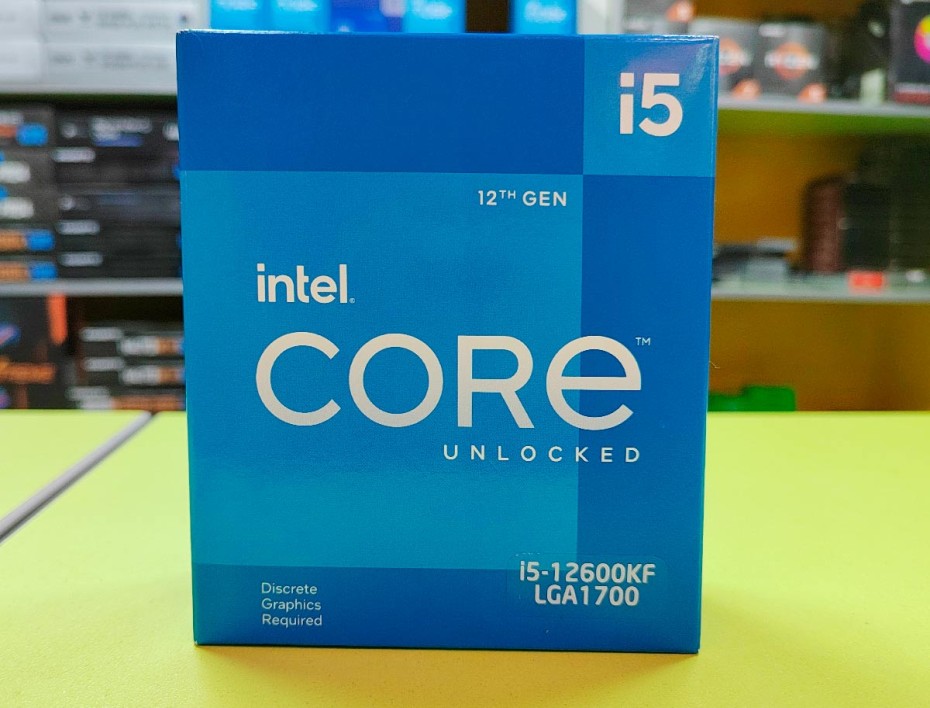 i5
12TH GEN
intel.
CORE™
UNLOCKED
i5-12600KF
LGA1700
Discrete
Graphics
Required